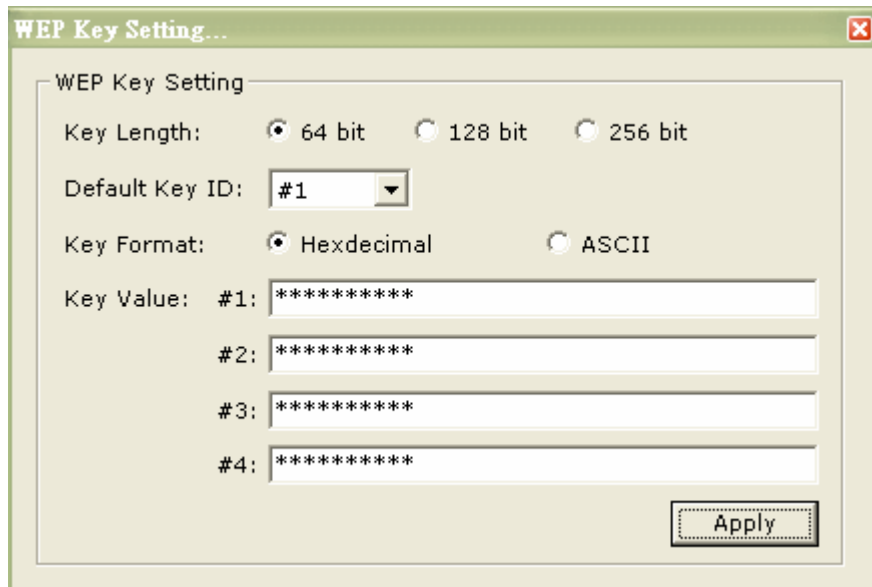 WEP Key Setting...
WEP Key Setting
Key Length: 64 bit 128 bit 256 bit
Default Key ID: #1
Key Format: Hexdecimal ASCII
Key Value: #1: **********
#2: **********
#3: **********
#4: **********
Apply